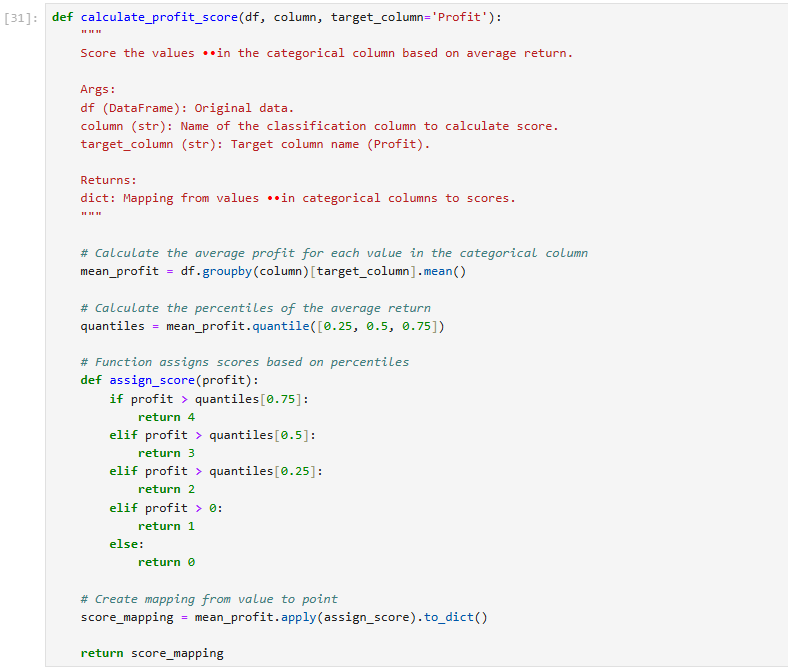 [31]: def calculate_profit_score(df, column, target_column='Profit'):
    """
    Score the values ••in the categorical column based on average return.

    Args:
    df (DataFrame): Original data.
    column (str): Name of the classification column to calculate score.
    target_column (str): Target column name (Profit).

    Returns:
    dict: Mapping from values ••in categorical columns to scores.
    """

    # Calculate the average profit for each value in the categorical column
    mean_profit = df.groupby(column)[target_column].mean()

    # Calculate the percentiles of the average return
    quantiles = mean_profit.quantile([0.25, 0.5, 0.75])

    # Function assigns scores based on percentiles
    def assign_score(profit):
        if profit > quantiles[0.75]:
            return 4
        elif profit > quantiles[0.5]:
            return 3
        elif profit > quantiles[0.25]:
            return 2
        elif profit > 0:
            return 1
        else:
            return 0

    # Create mapping from value to point
    score_mapping = mean_profit.apply(assign_score).to_dict()

    return score_mapping